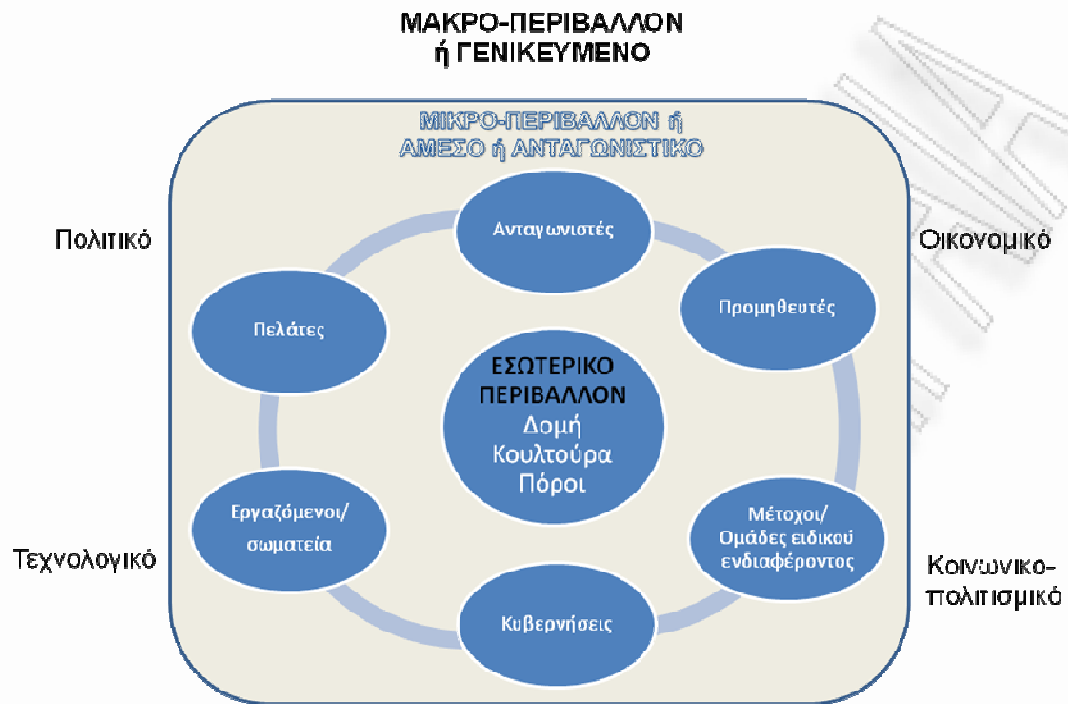 ΜΑΚΡΟ-ΠΕΡΙΒΑΛΛΟΝ
ή ΓΕΝΙΚΕΥΜΕΝΟ
ΜΙΚΡΟ-ΠΕΡΙΒΑΛΛΟΝ ή
ΑΜΕΣΟ ή ΑΝΤΑΓΩΝΙΣΤΙΚΟ
Πολιτικό
Ανταγωνιστές
Οικονομικό
Πελάτες
Προμηθευτές
ΕΣΩΤΕΡΙΚΟ
ΠΕΡΙΒΑΛΛΟΝ
Δομή
Κουλτούρα
Πόροι
Εργαζόμενοι/
σωματεία
Μέτοχοι/
Ομάδες ειδικού
ενδιαφέροντος
Τεχνολογικό
Κοινωνικο-
πολιτισμικό
Κυβερνήσεις